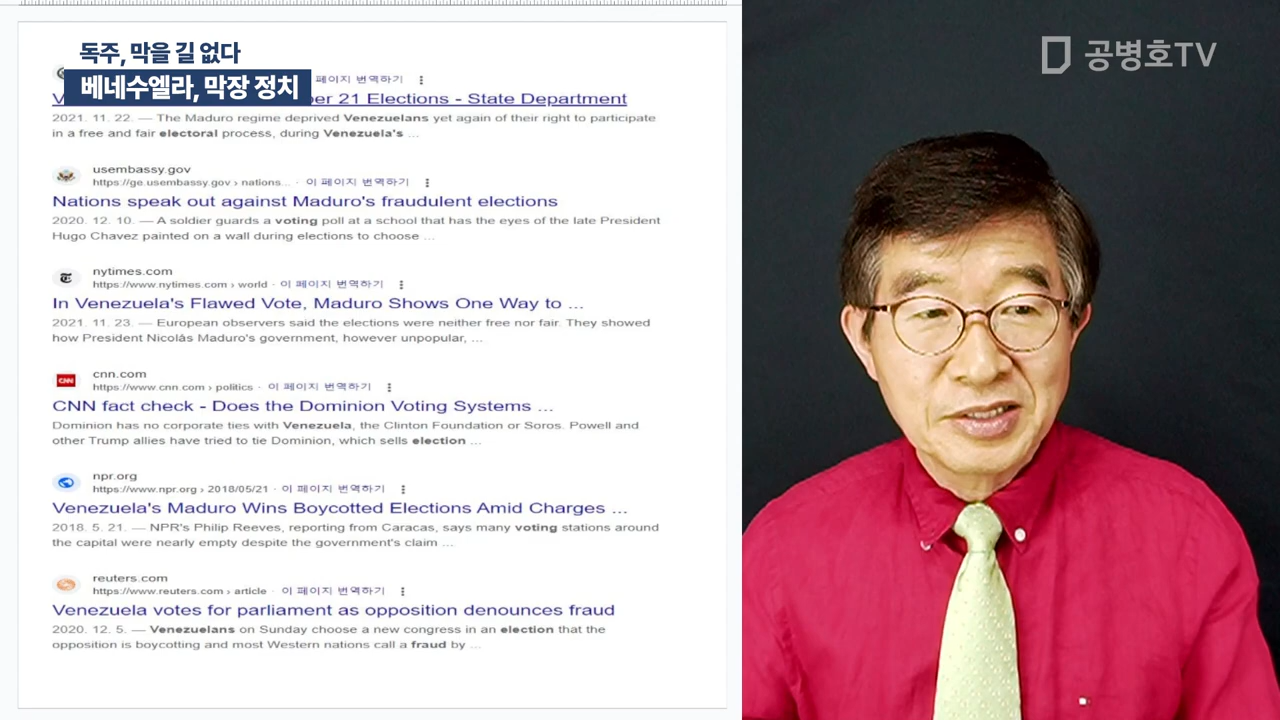 독주, 막을 길 없다
베네수엘라, 막장 정치
공병호TV
페이지 번역하기
er 21 Elections - State Department
2021. 11. 22. — The Maduro regime deprived Venezuelans yet again of their right to participate
in a free and fair electoral process, during Venezuela's ...
usembassy.gov
https://ge.usembassy.gov › nations... · 이 페이지 번역하기
Nations speak out against Maduro's fraudulent elections
2020. 12. 10. — A soldier guards a voting poll at a school that has the eyes of the late President
Hugo Chavez painted on a wall during elections to choose ...
nytimes.com
https://www.nytimes.com › world · 이 페이지 번역하기
In Venezuela's Flawed Vote, Maduro Shows One Way to ...
2021. 11. 23. — European observers said the elections were neither free nor fair. They showed
how President Nicolás Maduro's government, however unpopular, ...
CNN
cnn.com
https://www.cnn.com › politics · 이 페이지 번역하기
CNN fact check - Does the Dominion Voting Systems ...
Dominion has no corporate ties with Venezuela, the Clinton Foundation or Soros. Powell and
other Trump allies have tried to tie Dominion, which sells election ...
npr.org
https://www.npr.org › 2018/05/21 · 이 페이지 번역하기
Venezuela's Maduro Wins Boycotted Elections Amid Charges ...
2018. 5. 21. — NPR's Philip Reeves, reporting from Caracas, says many voting stations around
the capital were nearly empty despite the government's claim ...
reuters.com
https://www.reuters.com › article · 이 페이지 번역하기
Venezuela votes for parliament as opposition denounces fraud
2020. 12. 5. — Venezuelans on Sunday choose a new congress in an election that the
opposition is boycotting and most Western nations call a fraud by ...